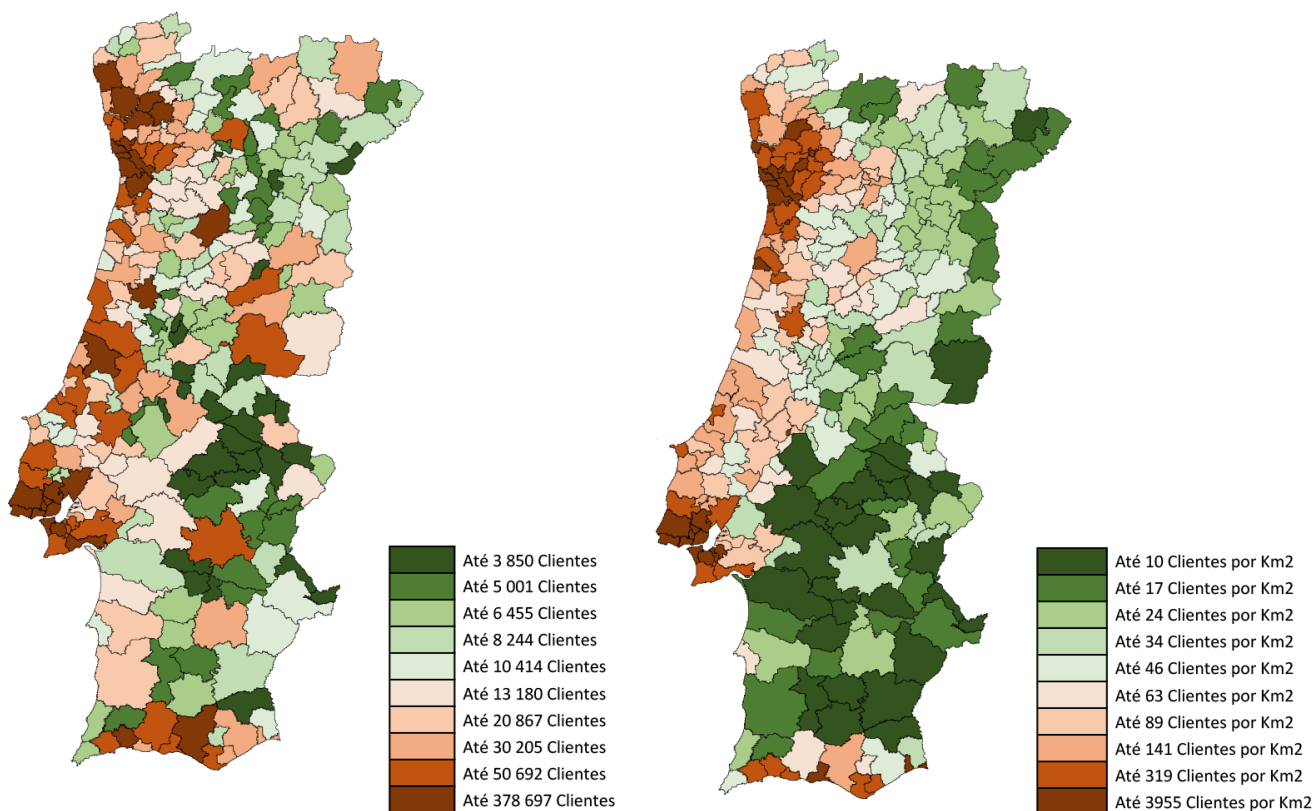 Até 3 850 Clientes
Até 5 001 Clientes
Até 6 455 Clientes
Até 8 244 Clientes
Até 10 414 Clientes
Até 13 180 Clientes
Até 20 867 Clientes
Até 30 205 Clientes
Até 50 692 Clientes
Até 378 697 Clientes
Até 10 Clientes por Km2
Até 17 Clientes por Km2
Até 24 Clientes por Km2
Até 34 Clientes por Km2
Até 46 Clientes por Km2
Até 63 Clientes por Km2
Até 89 Clientes por Km2
Até 141 Clientes por Km2
Até 319 Clientes por Km2
Até 3955 Clientes por Km2